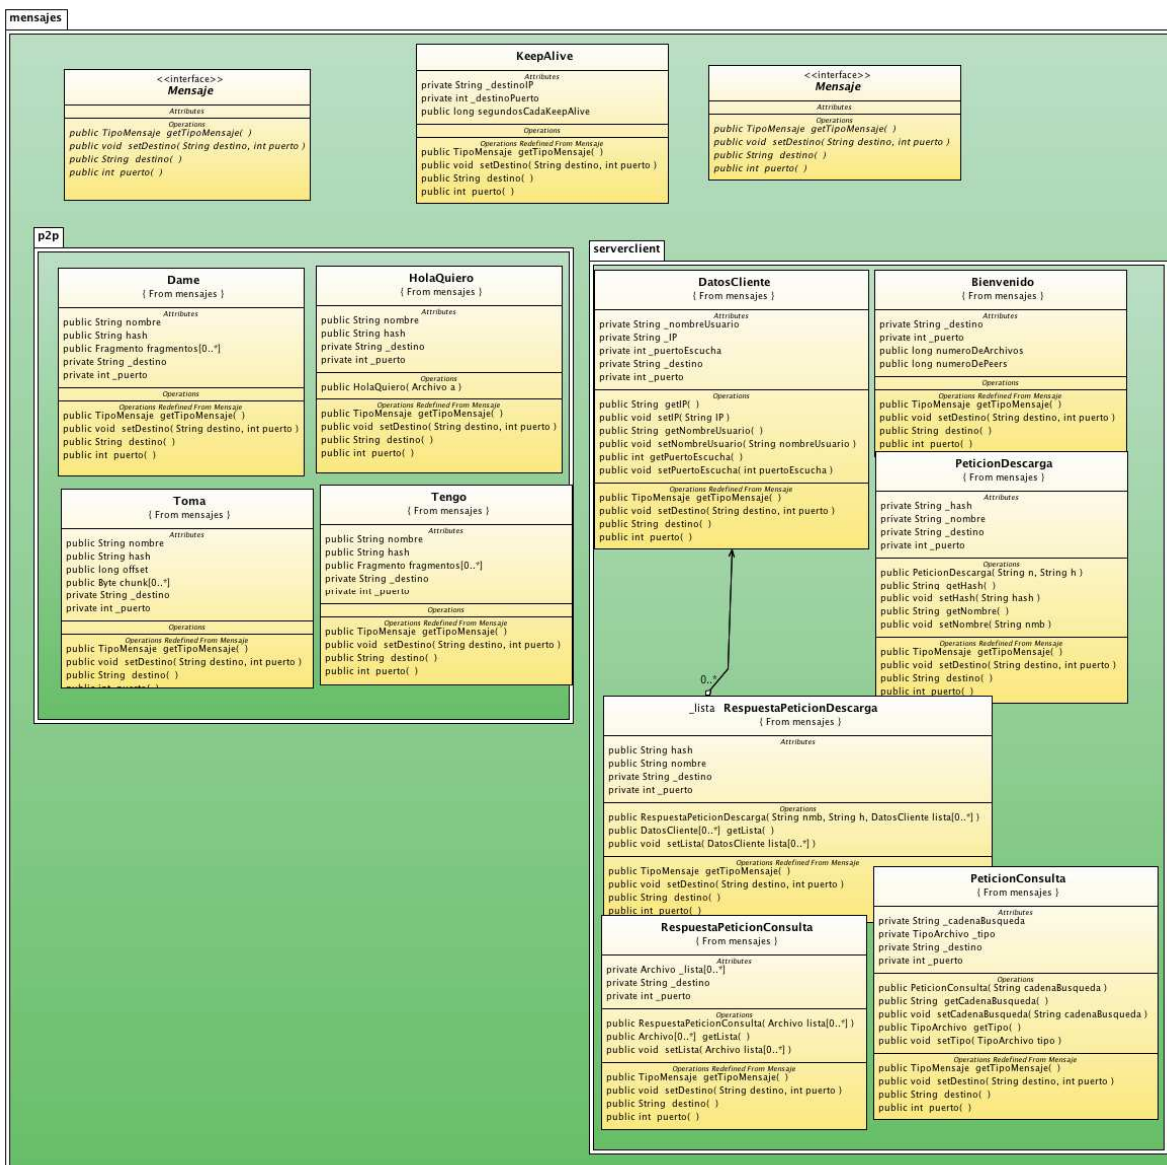 mensajes
<<interface>>
Mensaje
Attributes
Operations
public TipoMensaje getTipoMensaje( )
public void setDestino( String destino, int puerto )
public String destino( )
public int puerto( )
KeepAlive
Attributes
private String _destinoIP
private int _destinoPuerto
public long segundosCadaKeepAlive
Operations
Operations Redefined From Mensaje
public TipoMensaje getTipoMensaje( )
public void setDestino( String destino, int puerto )
public String destino( )
public int puerto( )
<<interface>>
Mensaje
Attributes
Operations
public TipoMensaje getTipoMensaje( )
public void setDestino( String destino, int puerto )
public String destino( )
public int puerto( )
p2p
Dame
{ From mensajes }
Attributes
public String nombre
public String hash
public Fragmento fragmentos[0..*]
private String _destino
private int _puerto
Operations
Operations Redefined From Mensaje
public TipoMensaje getTipoMensaje( )
public void setDestino( String destino, int puerto )
public String destino( )
public int puerto( )
HolaQuiero
{ From mensajes }
Attributes
public String nombre
public String hash
private String _destino
private int _puerto
Operations
public HolaQuiero( Archivo a )
Operations Redefined From Mensaje
public TipoMensaje getTipoMensaje( )
public void setDestino( String destino, int puerto )
public String destino( )
public int puerto( )
Toma
{ From mensajes }
Attributes
public String nombre
public String hash
public long offset
public Byte chunk[0..*]
private String _destino
private int _puerto
Operations
Operations Redefined From Mensaje
public TipoMensaje getTipoMensaje( )
public void setDestino( String destino, int puerto )
public String destino( )
public int puerto( )
Tengo
{ From mensajes }
Attributes
public String nombre
public String hash
public Fragmento fragmentos[0..*]
private String _destino
private int _puerto
Operations
Operations Redefined From Mensaje
public TipoMensaje getTipoMensaje( )
public void setDestino( String destino, int puerto )
public String destino( )
public int puerto( )
serverclient
DatosCliente
{ From mensajes }
Attributes
private String _nombreUsuario
private String _IP
private int _puertoEscucha
private String _destino
private int _puerto
Operations
public String getIP( )
public void setIP( String IP )
public String getNombreUsuario( )
public void setNombreUsuario( String nombreUsuario )
public int getPuertoEscucha( )
public void setPuertoEscucha( int puertoEscucha )
Operations Redefined From Mensaje
public TipoMensaje getTipoMensaje( )
public void setDestino( String destino, int puerto )
public String destino( )
public int puerto( )
Bienvenido
{ From mensajes }
Attributes
private String _destino
private int _puerto
public long numeroDeArchivos
public long numeroDePeers
Operations
Operations Redefined From Mensaje
public TipoMensaje getTipoMensaje( )
public void setDestino( String destino, int puerto )
public String destino( )
public int puerto( )
PeticionDescarga
{ From mensajes }
Attributes
private String _hash
private String _nombre
private String _destino
private int _puerto
Operations
public PeticionDescarga( String n, String h )
public String getHash( )
public void setHash( String hash )
public String getNombre( )
public void setNombre( String nmb )
Operations Redefined From Mensaje
public TipoMensaje getTipoMensaje( )
public void setDestino( String destino, int puerto )
public String destino( )
public int puerto( )
0..*
_lista
RespuestaPeticionDescarga
{ From mensajes }
Attributes
public String hash
public String nombre
private String _destino
private int _puerto
Operations
public RespuestaPeticionDescarga( String nmb, String h, DatosCliente lista[0..*] )
public DatosCliente[0..*] getLista( )
public void setLista( DatosCliente lista[0..*] )
Operations Redefined From Mensaje
public TipoMensaje getTipoMensaje( )
public void setDestino( String destino, int puerto )
public String destino( )
public int puerto( )
RespuestaPeticionConsulta
{ From mensajes }
Attributes
private Archivo _lista[0..*]
private String _destino
private int _puerto
Operations
public RespuestaPeticionConsulta( Archivo lista[0..*] )
public Archivo[0..*] getLista( )
public void setLista( Archivo lista[0..*] )
Operations Redefined From Mensaje
public TipoMensaje getTipoMensaje( )
public void setDestino( String destino, int puerto )
public String destino( )
public int puerto( )
PeticionConsulta
{ From mensajes }
Attributes
private String _cadenaBusqueda
private TipoArchivo _tipo
private String _destino
private int _puerto
Operations
public PeticionConsulta( String cadenaBusqueda )
public String getCadenaBusqueda( )
public void setCadenaBusqueda( String cadenaBusqueda )
public TipoArchivo getTipo( )
public void setTipo( TipoArchivo tipo )
Operations Redefined From Mensaje
public TipoMensaje getTipoMensaje( )
public void setDestino( String destino, int puerto )
public String destino( )
public int puerto( )